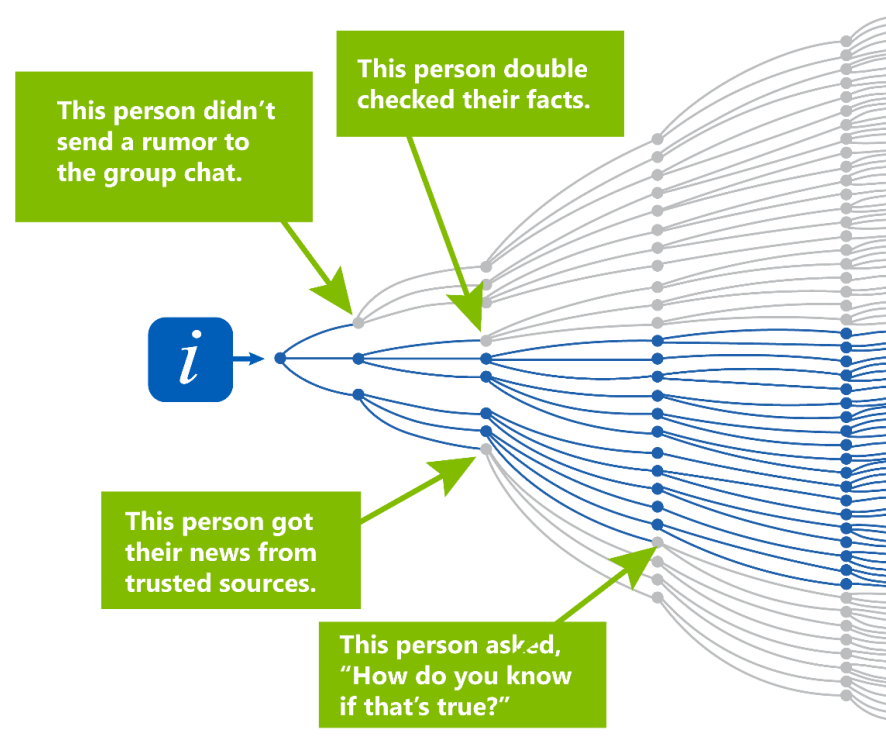 This person double
checked their facts.
This person didn't
send a rumor to
the group chat.
i
This person got
their news from
trusted sources.
This person asked,
“How do you know
if that's true?”